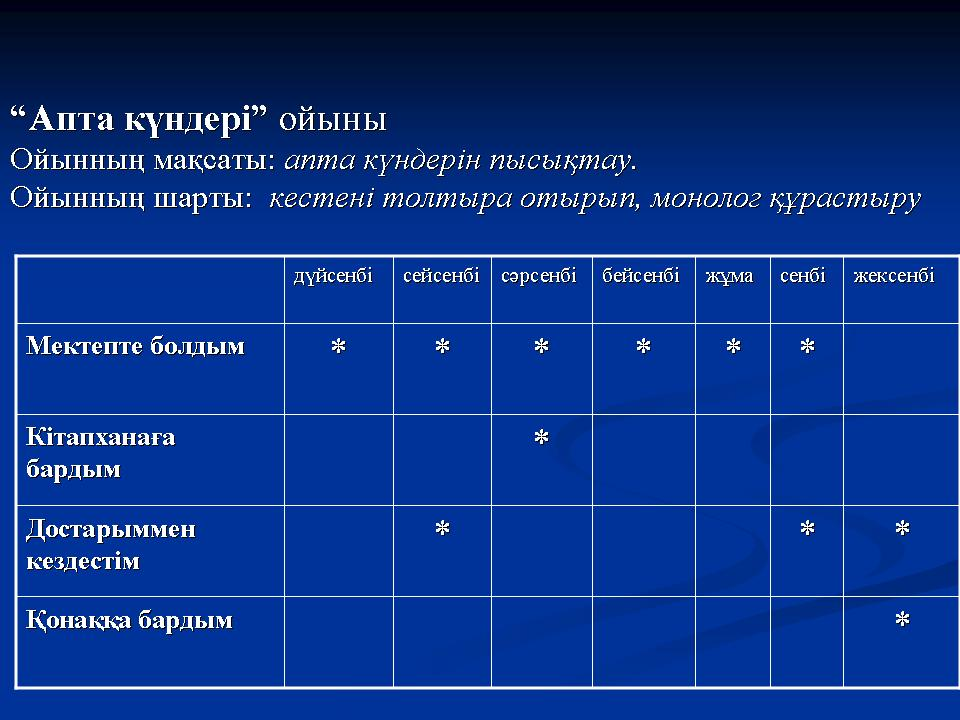 “Апта күндері” ойыны
Ойынның мақсаты: апта күндерін пысықтау.
Ойынның шарты: кестені толтыра отырып, монолог құрастыру
дүйсенбі сейсенбі сәрсенбі бейсенбі жұма сенбі жексенбі
Мектепте болдым * * * * * *
Кітапханаға *
бардым
Достарыммен * * *
кездестім
Қонаққа бардым *